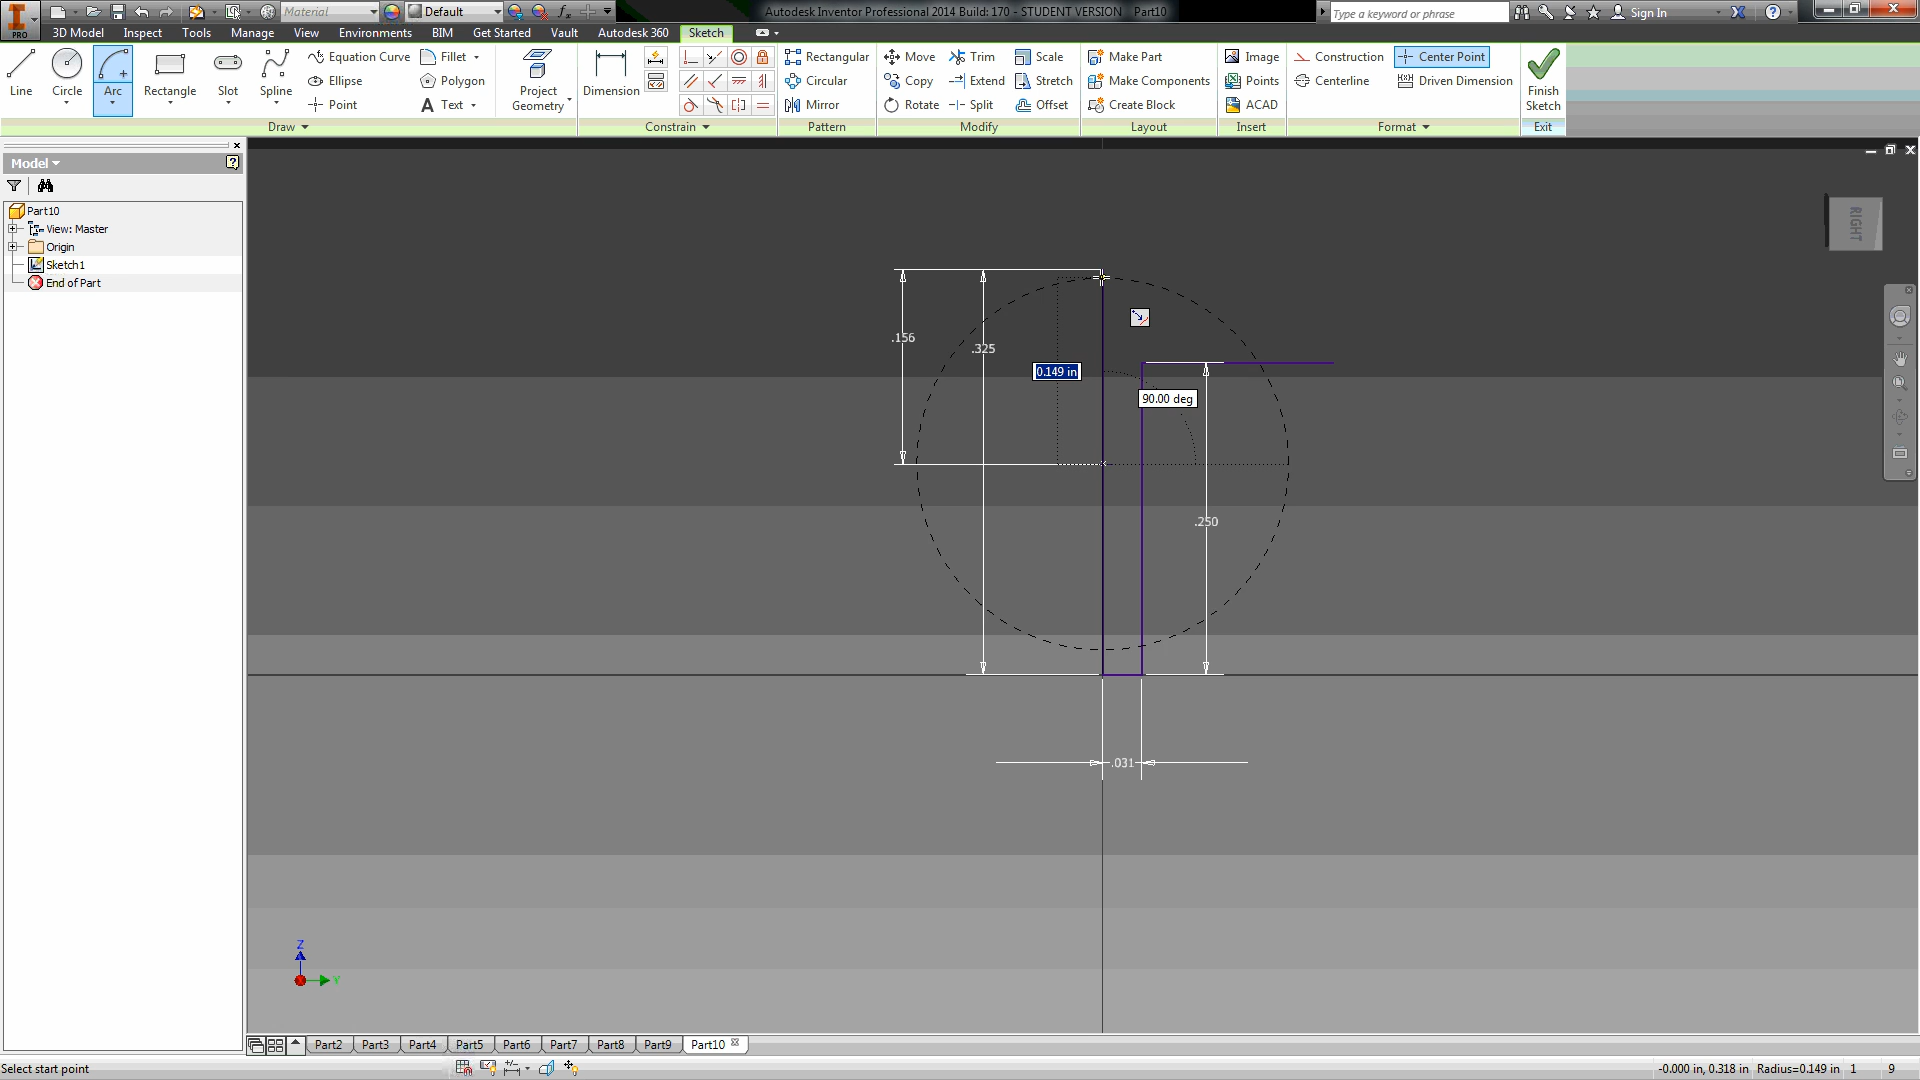 Material
Default
Autodesk Inventor Professional 2014 Build: 170 - STUDENT VERSION Part10
Type a keyword or phrase
Sign In
PRO
3D Model Inspect Tools Manage View Environments BIM Get Started Vault Autodesk 360 Sketch
Line
Circle
Arc
Rectangle
Slot
Spline
Equation Curve
Ellipse
Point
Fillet
Polygon
Text
Project Geometry
Dimension
Rectangular
Circular
Mirror
Move
Copy
Rotate
Trim
Extend
Split
Scale
Stretch
Offset
Make Part
Make Components
Create Block
Image
Points
ACAD
Construction
Centerline
Center Point
Driven Dimension
Finish Sketch
Draw
Constrain
Pattern
Modify
Layout
Insert
Format
Exit
Model
Part10
View: Master
Origin
Sketch1
End of Part
RIGHT
.156
.325
0.149 in
90.00 deg
.250
.031
Z
Y
Part2 Part3 Part4 Part5 Part6 Part7 Part8 Part9 Part10
Select start point
-0.000 in, 0.318 in Radius=0.149 in 1 9